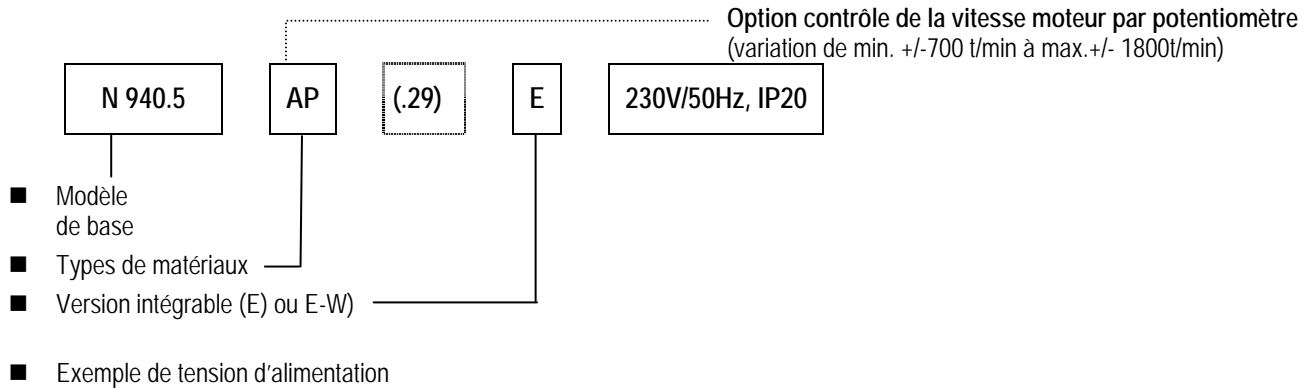 Option contrôle de la vitesse moteur par potentiomètre
(variation de min. +/-700 t/min à max.+/- 1800t/min)
N 940.5 AP (.29) E 230V/50Hz, IP20
■ Modèle
de base
■ Types de matériaux
■ Version intégrable (E) ou E-W)
■ Exemple de tension d'alimentation